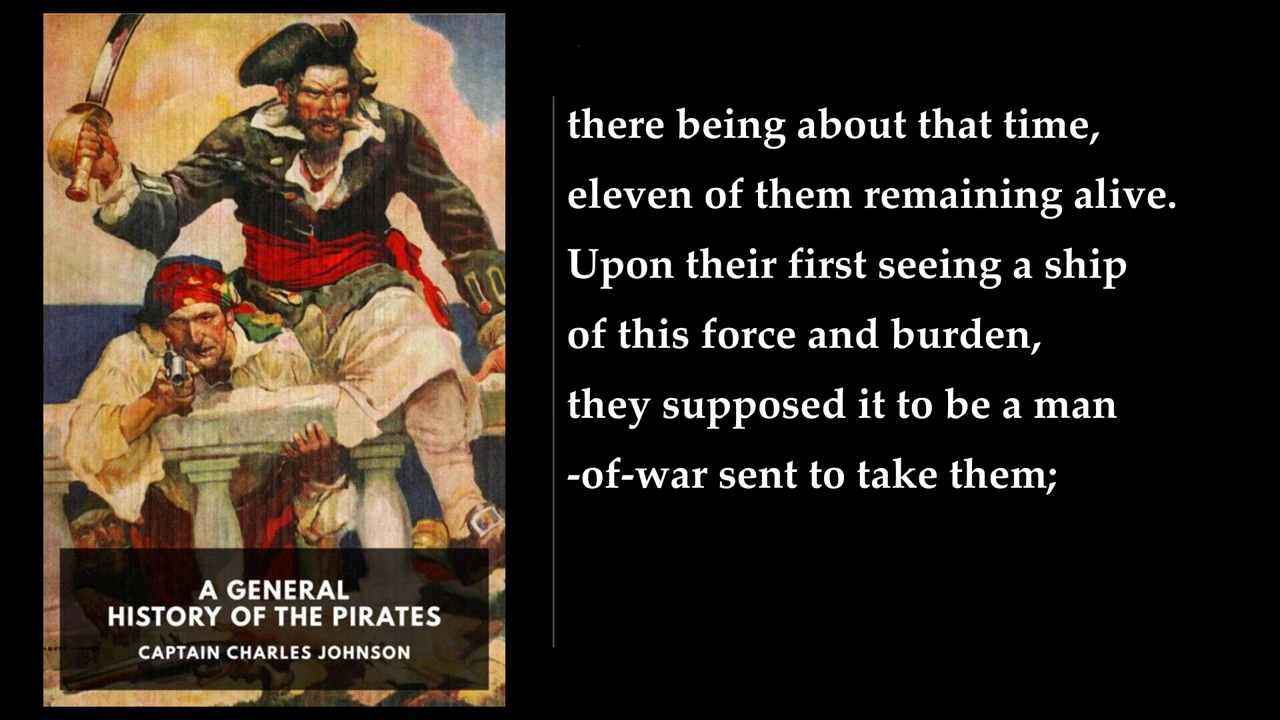 there being about that time,
eleven of them remaining alive.
Upon their first seeing a ship
of this force and burden,
they supposed it to be a man
-of-war sent to take them;
A GENERAL
HISTORY OF THE PIRATES
CAPTAIN CHARLES JOHNSON